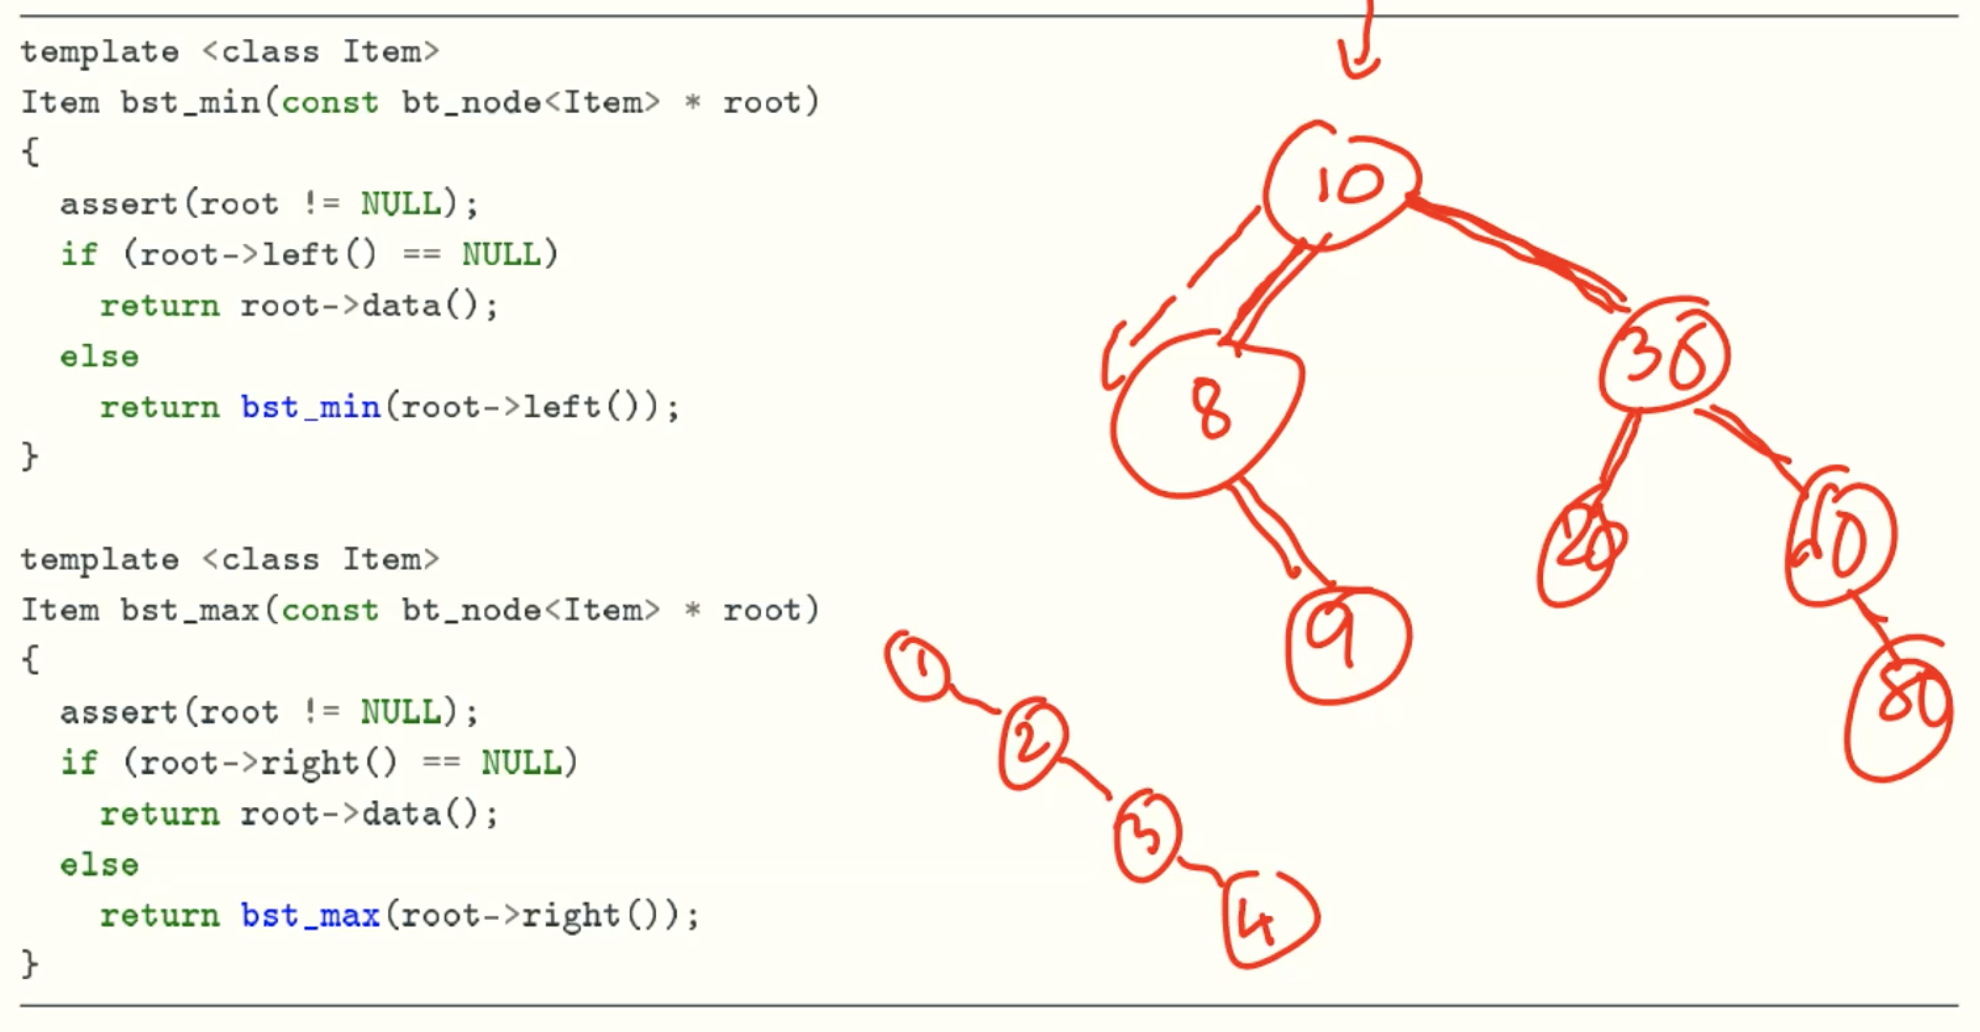 template <class Item>
Item bst_min(const bt_node<Item> * root)
{
  assert(root != NULL);
  if (root->left() == NULL)
    return root->data();
  else
    return bst_min(root->left());
}
template <class Item>
Item bst_max(const bt_node<Item> * root)
{
  assert(root != NULL);
  if (root->right() == NULL)
    return root->data();
  else
    return bst_max(root->right());
}
10
8
20
9
80
1
2
3
4